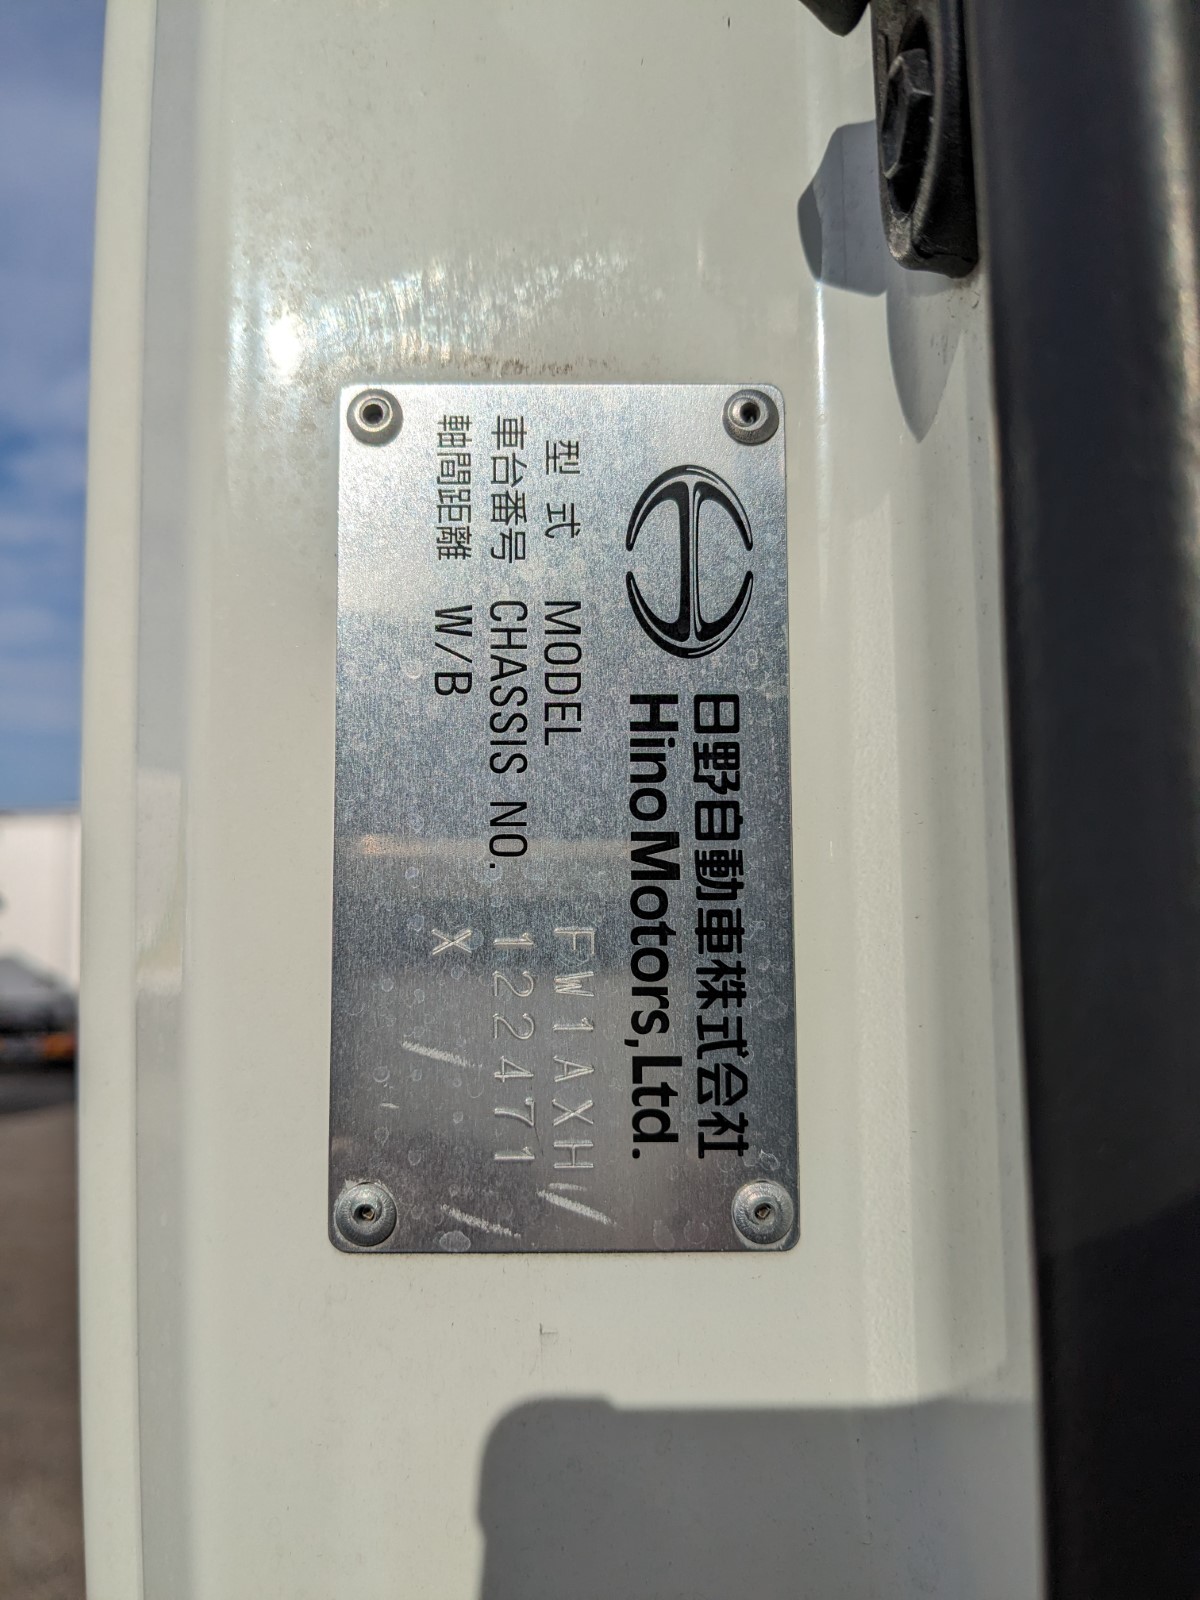 日野自動車株式会社
Hino Motors, Ltd.
型式 MODEL FW1AXH
車台番号 CHASSIS NO. 122471
軸間距離 W/B X